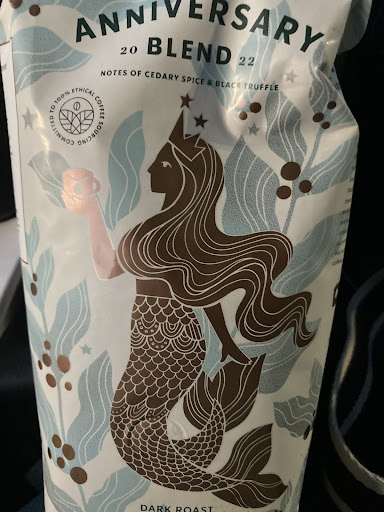 ANNIVERSARY
20 BLEND 22
NOTES OF CEDARY SPICE & BLACK TRUFFLE
COMMITTED TO 100% ETHICAL COFFEE SOURCING
DARK ROAST